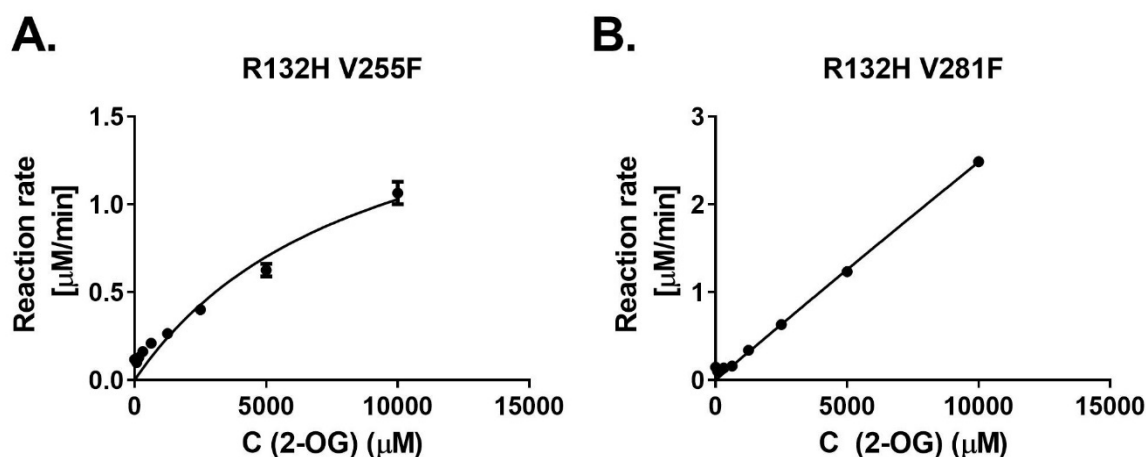 A.
R132H V255F
Reaction rate
[µM/min]
1.5
1.0
0.5
0.0
0 5000 10000 15000
C (2-OG) (µM)
B.
R132H V281F
Reaction rate
[µM/min]
3
2
1
0
0 5000 10000 15000
C (2-OG) (µM)